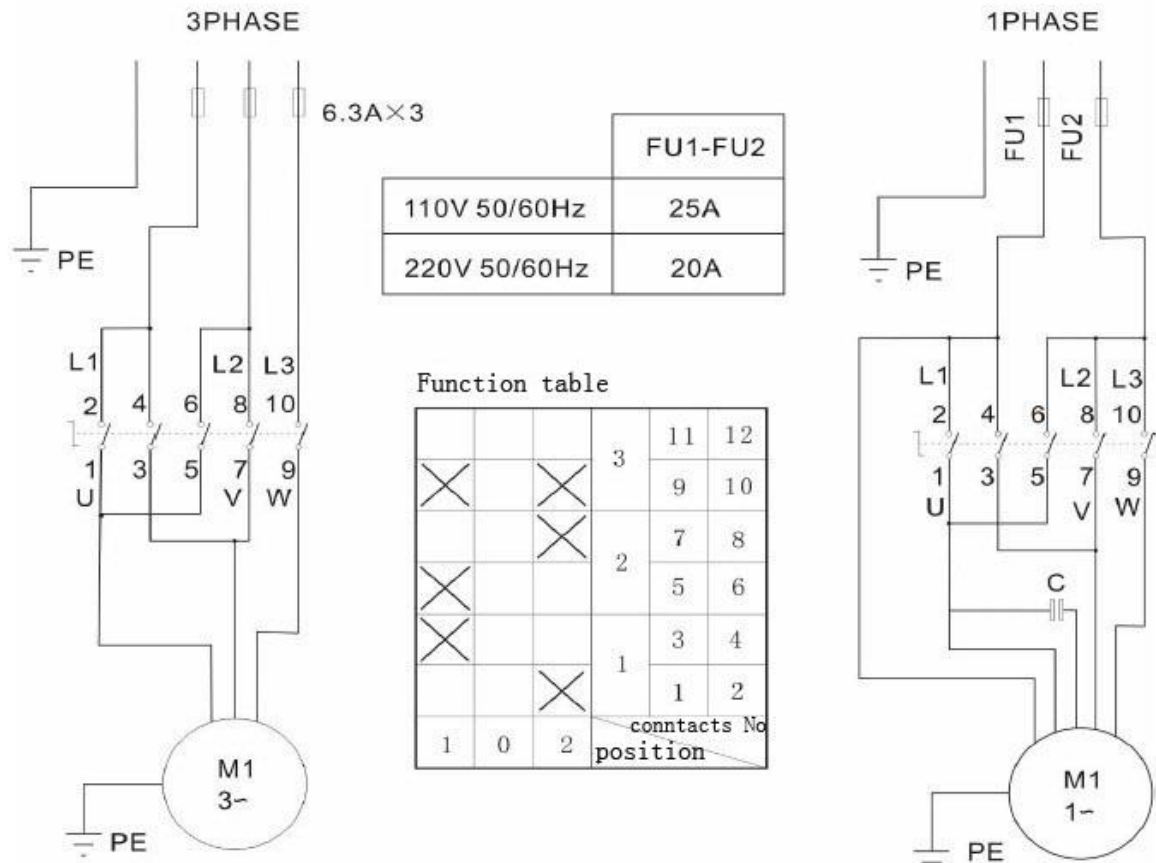 3PHASE
6.3A×3
PE
L1
L2
L3
2
4
6
8
10
1
3
5
7
9
U
V
W
M1
3~
PE
FU1-FU2
110V 50/60Hz 25A
220V 50/60Hz 20A
Function table
3 11 12
9 10
2 7 8
5 6
1 3 4
1 2
conntacts No
1 0 2 position
1PHASE
FU1
FU2
PE
L1
L2
L3
2
4
6
8
10
1
3
5
7
9
U
V
W
C
M1
1~
PE